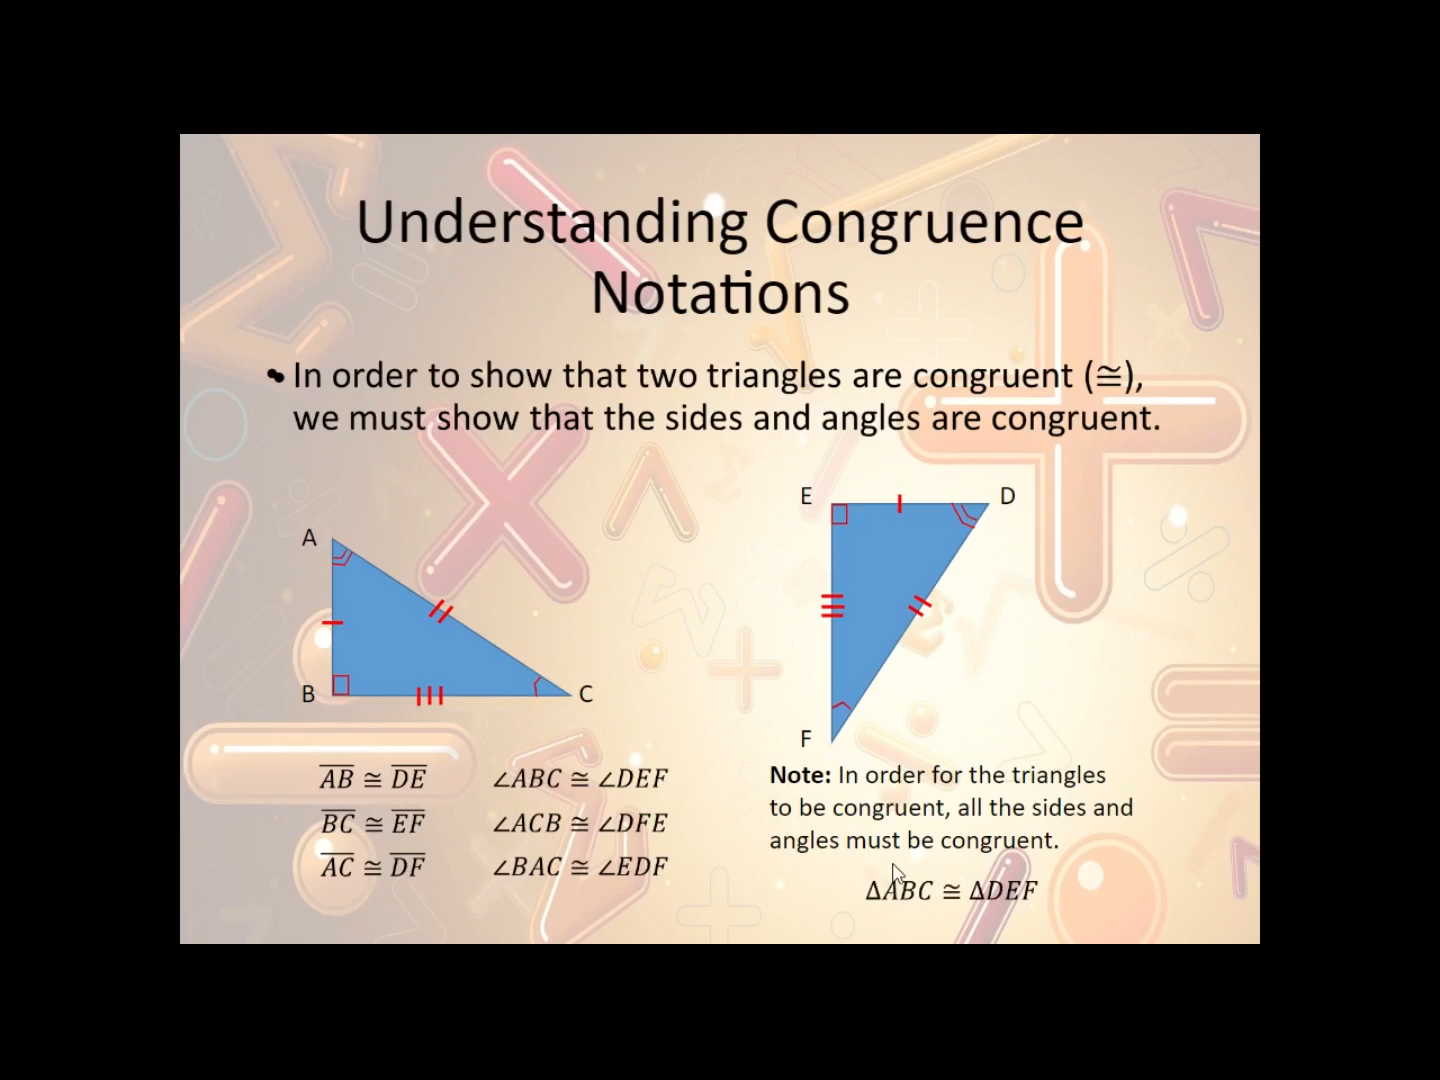 Understanding Congruence
Notations
• In order to show that two triangles are congruent (≅),
we must show that the sides and angles are congruent.
E D
A
B C
F
AB ≅ DE ∠ABC ≅ ∠DEF
BC ≅ EF ∠ACB ≅ ∠DFE
AC ≅ DF ∠BAC ≅ ∠EDF
Note: In order for the triangles
to be congruent, all the sides and
angles must be congruent.
ΔABC ≅ ΔDEF